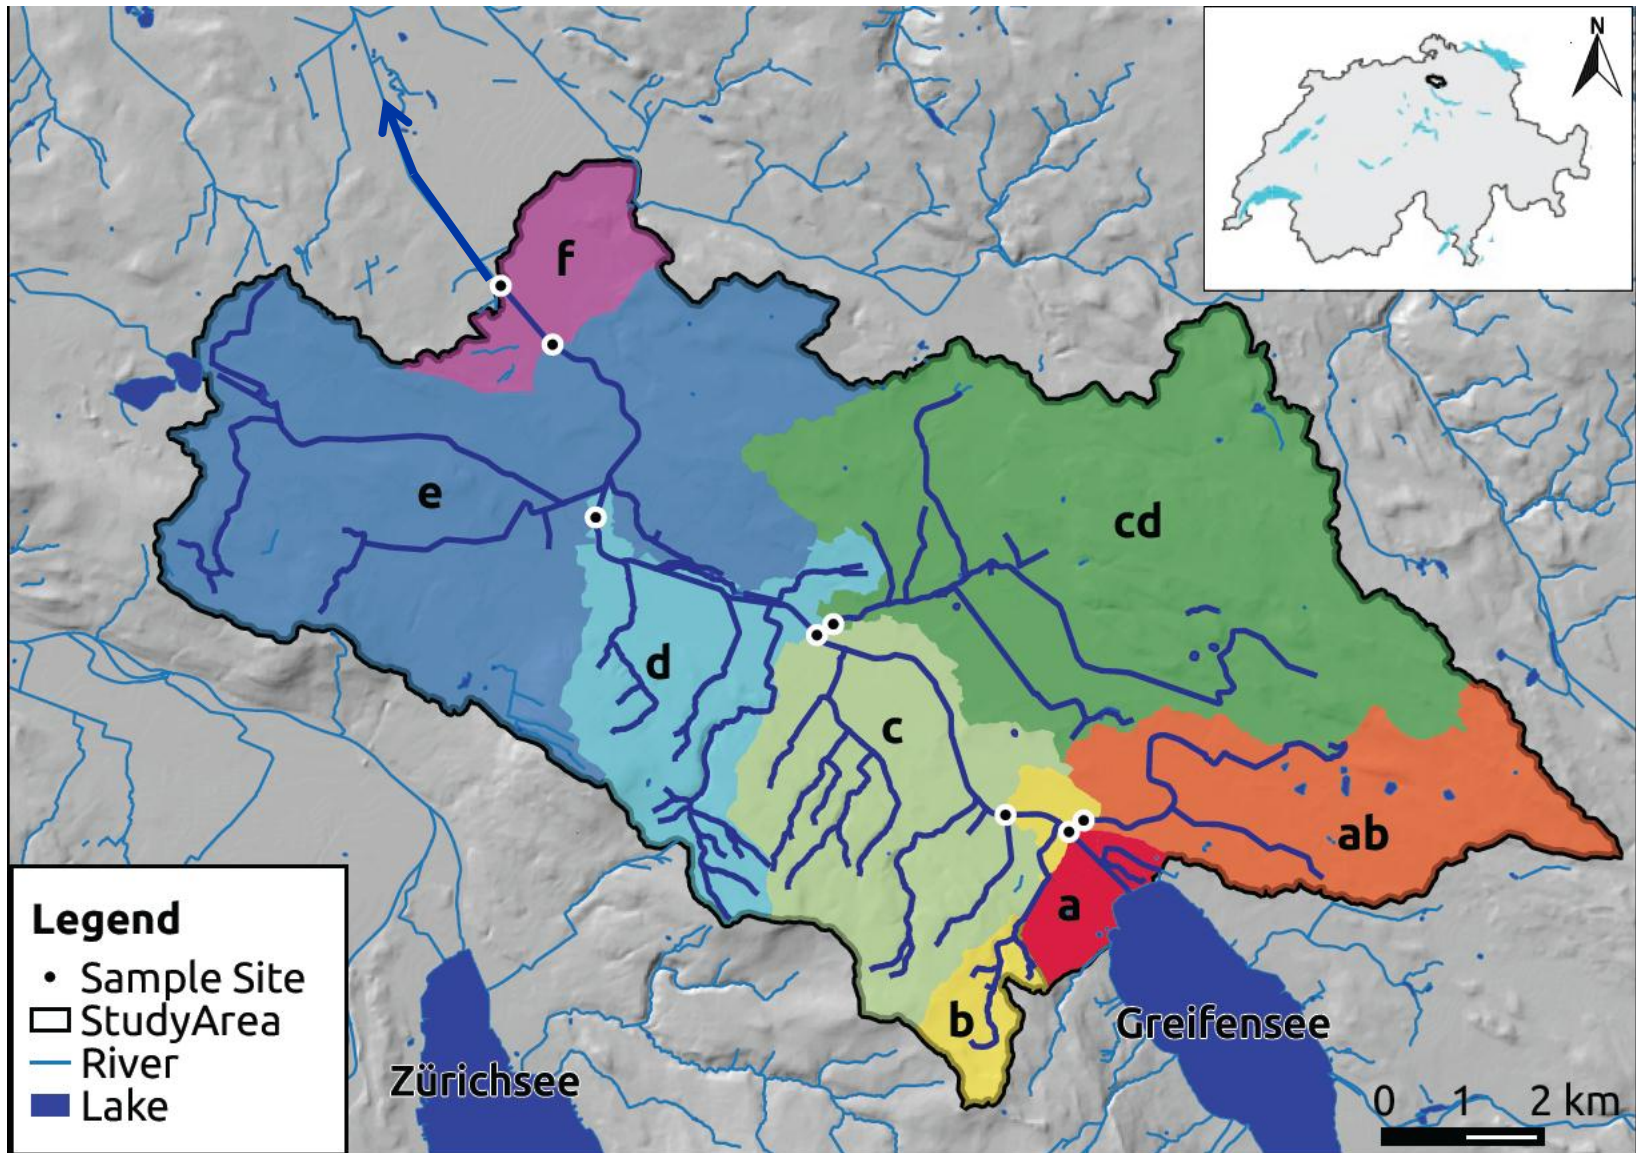 N
f
e
cd
d
c
ab
a
b
Greifensee
Zürichsee
Legend
Sample Site
StudyArea
River
Lake
0 1 2 km